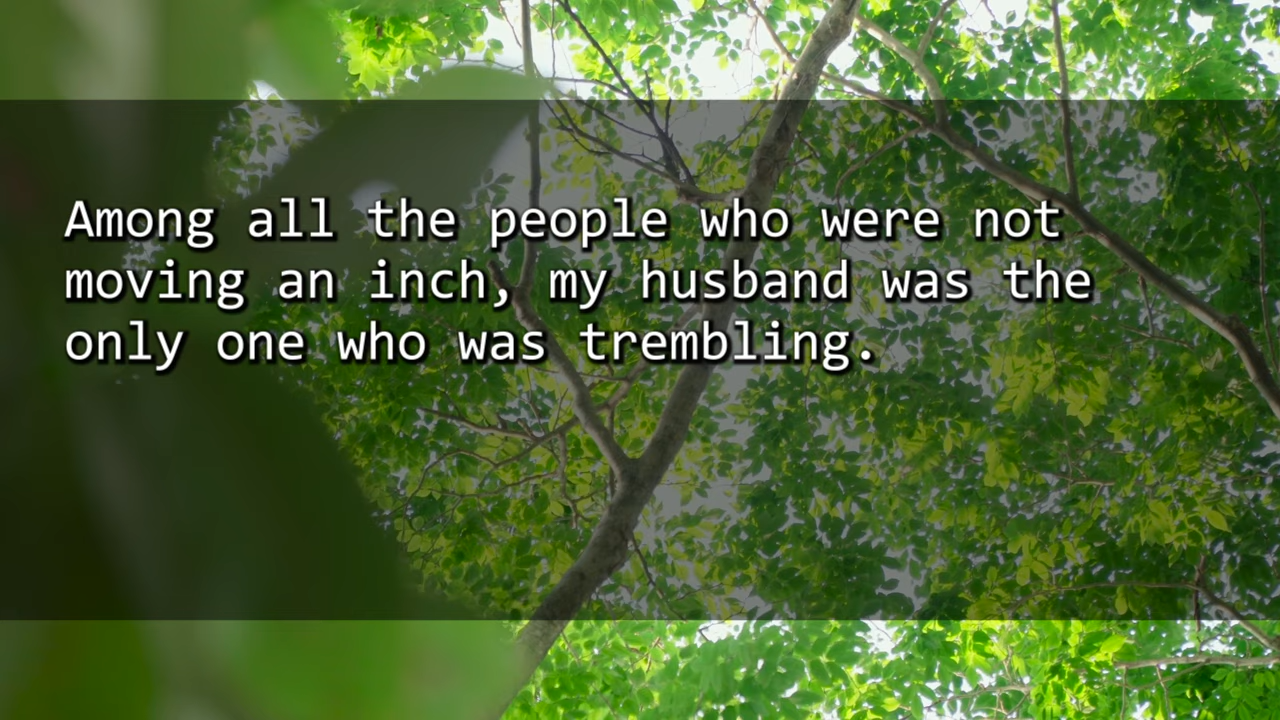 Among all the people who were not
moving an inch, my husband was the
only one who was trembling.